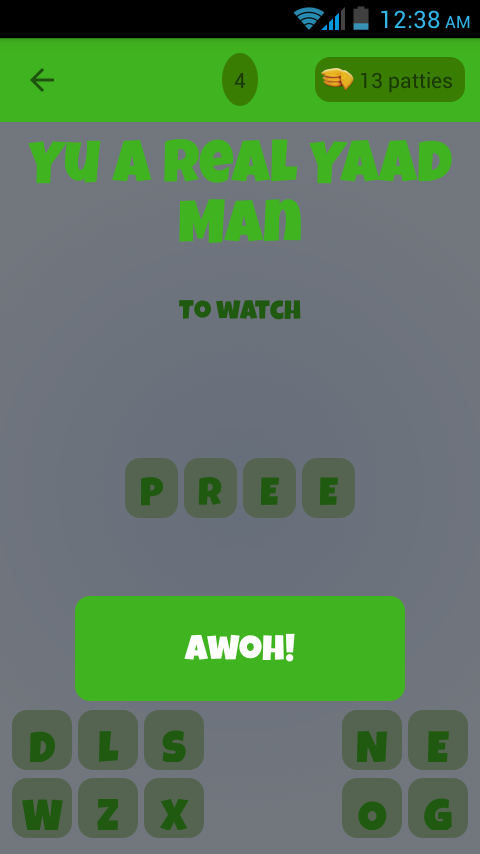 12:38 AM
4
13 patties
Yu a Real Yaad
Man
TO WATCH
P R E E
AWOH!
D L S N E
W Z X O G